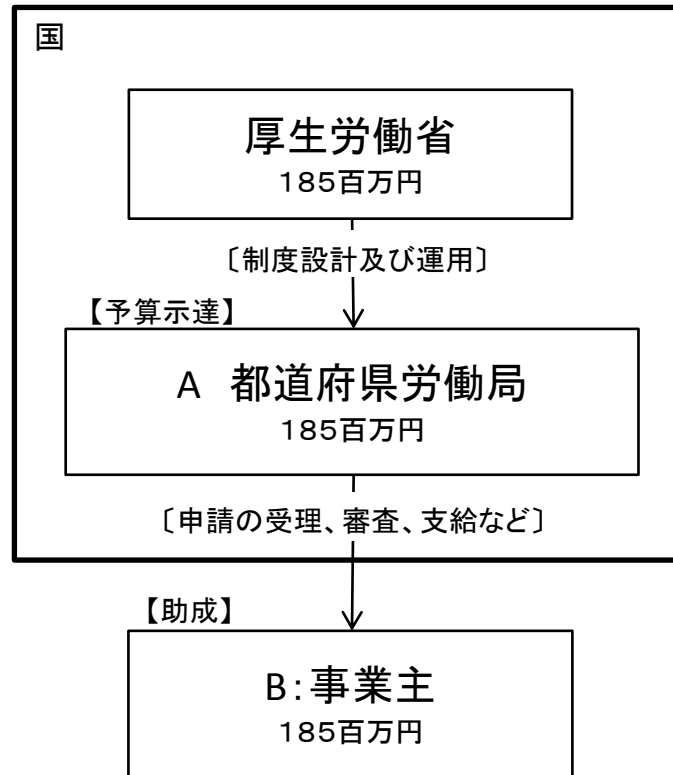 国
厚生労働省
185百万円
〔制度設計及び運用〕
【予算示達】
A　都道府県労働局
185百万円
〔申請の受理、審査、支給など〕
【助成】
B：事業主
185百万円